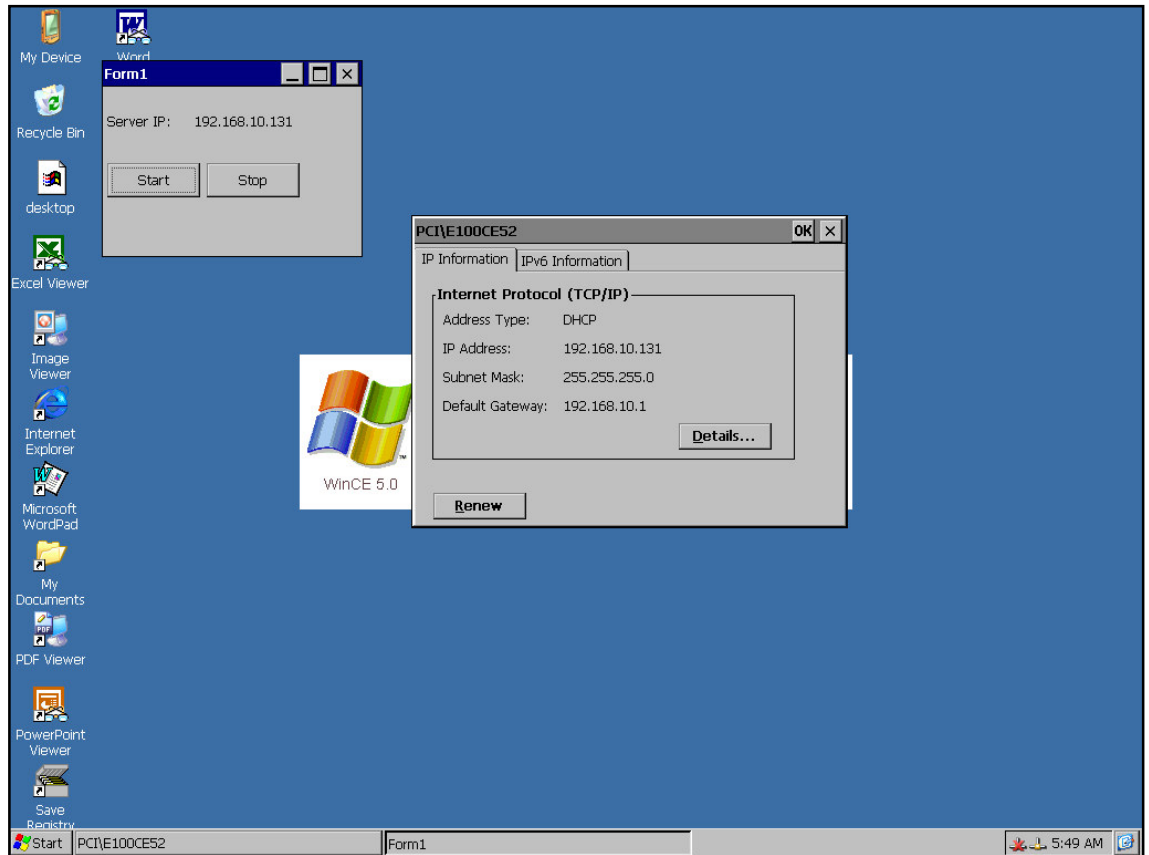 My Device
Word
Recycle Bin
desktop
Excel Viewer
Image
Viewer
Internet
Explorer
Microsoft
WordPad
My
Documents
PDF Viewer
PowerPoint
Viewer
Save
Registry
Form1
Server IP: 192.168.10.131
Start Stop
WinCE 5.0
PCI\E100CE52 OK
IP Information IPv6 Information
Internet Protocol (TCP/IP)
Address Type: DHCP
IP Address: 192.168.10.131
Subnet Mask: 255.255.255.0
Default Gateway: 192.168.10.1
Details...
Renew
Start PCI\E100CE52 Form1 5:49 AM